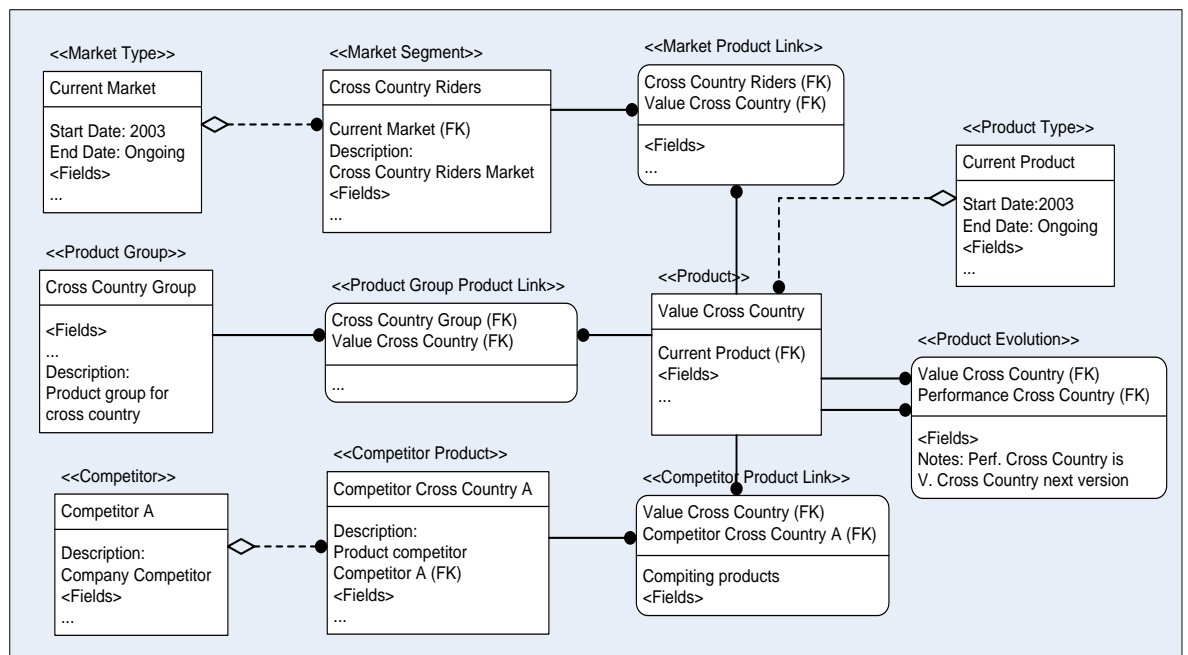 <<Market Type>>
Current Market
Start Date: 2003
End Date: Ongoing
<Fields>
...
<<Market Segment>>
Cross Country Riders
Current Market (FK)
Description:
Cross Country Riders Market
<Fields>
...
<<Market Product Link>>
Cross Country Riders (FK)
Value Cross Country (FK)
<Fields>
...
<<Product Type>>
Current Product
Start Date:2003
End Date: Ongoing
<Fields>
...
<<Product Group>>
Cross Country Group
<Fields>
...
Description:
Product group for
cross country
<<Product Group Product Link>>
Cross Country Group (FK)
Value Cross Country (FK)
...
<<Product>>
Value Cross Country
Current Product (FK)
<Fields>
...
<<Product Evolution>>
Value Cross Country (FK)
Performance Cross Country (FK)
<Fields>
Notes: Perf. Cross Country is
V. Cross Country next version
<<Competitor>>
Competitor A
Description:
Company Competitor
<Fields>
...
<<Competitor Product>>
Competitor Cross Country A
Description:
Product competitor
Competitor A (FK)
<Fields>
...
<<Competitor Product Link>>
Value Cross Country (FK)
Competitor Cross Country A (FK)
Compiting products
<Fields>